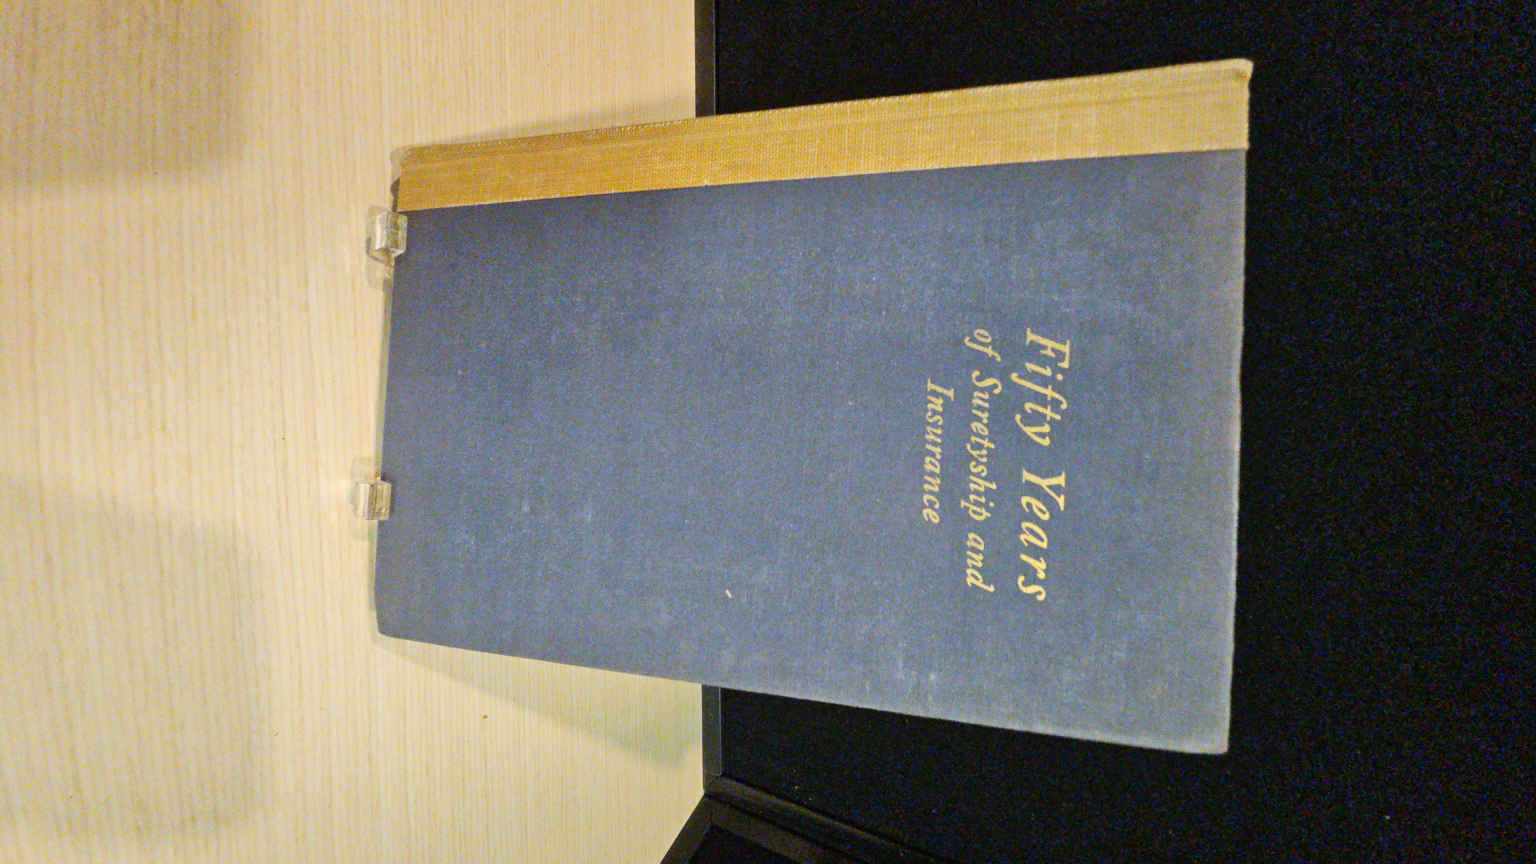 Fifty Years
of Suretyship and
Insurance